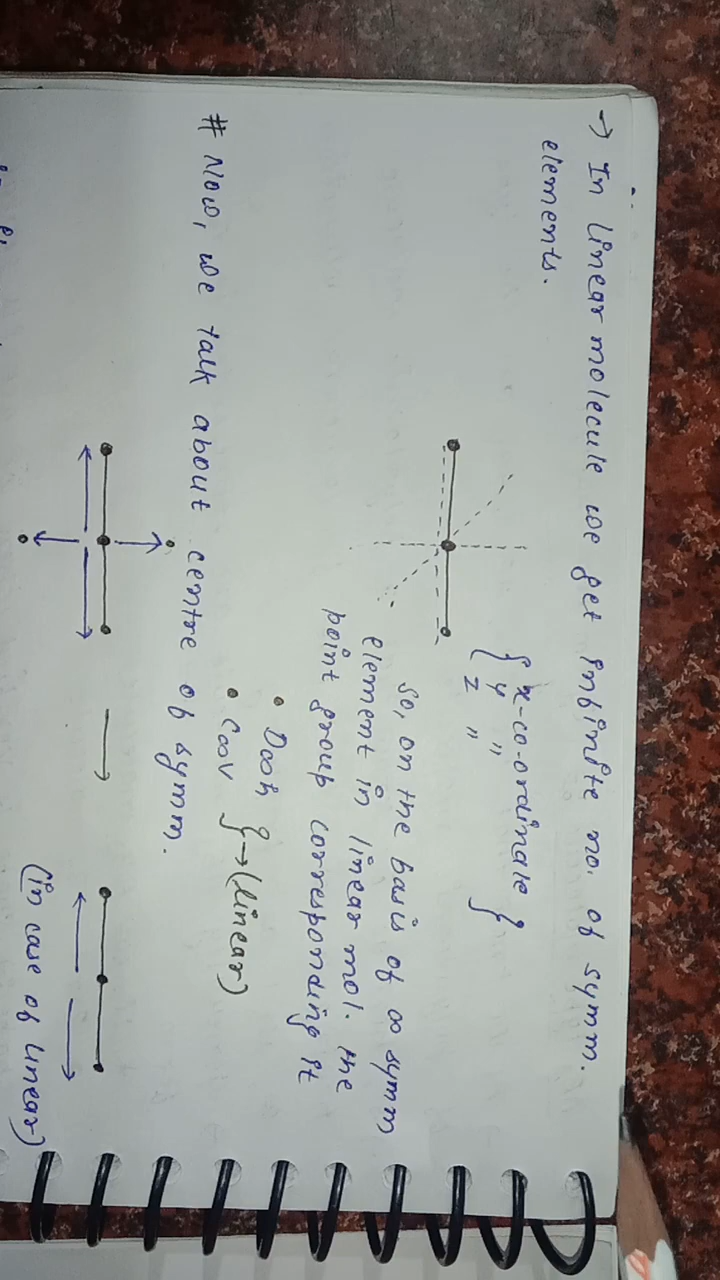 → In linear molecule we get infinite no. of symm.
elements.
{ x-co-ordinate }
y "
z "
So, on the basis of ∞ symm
element in linear mol. the
point group corresponding it
• D∞h
• C∞v } → (linear)
# Now, we talk about centre of symm.
(in case of linear)